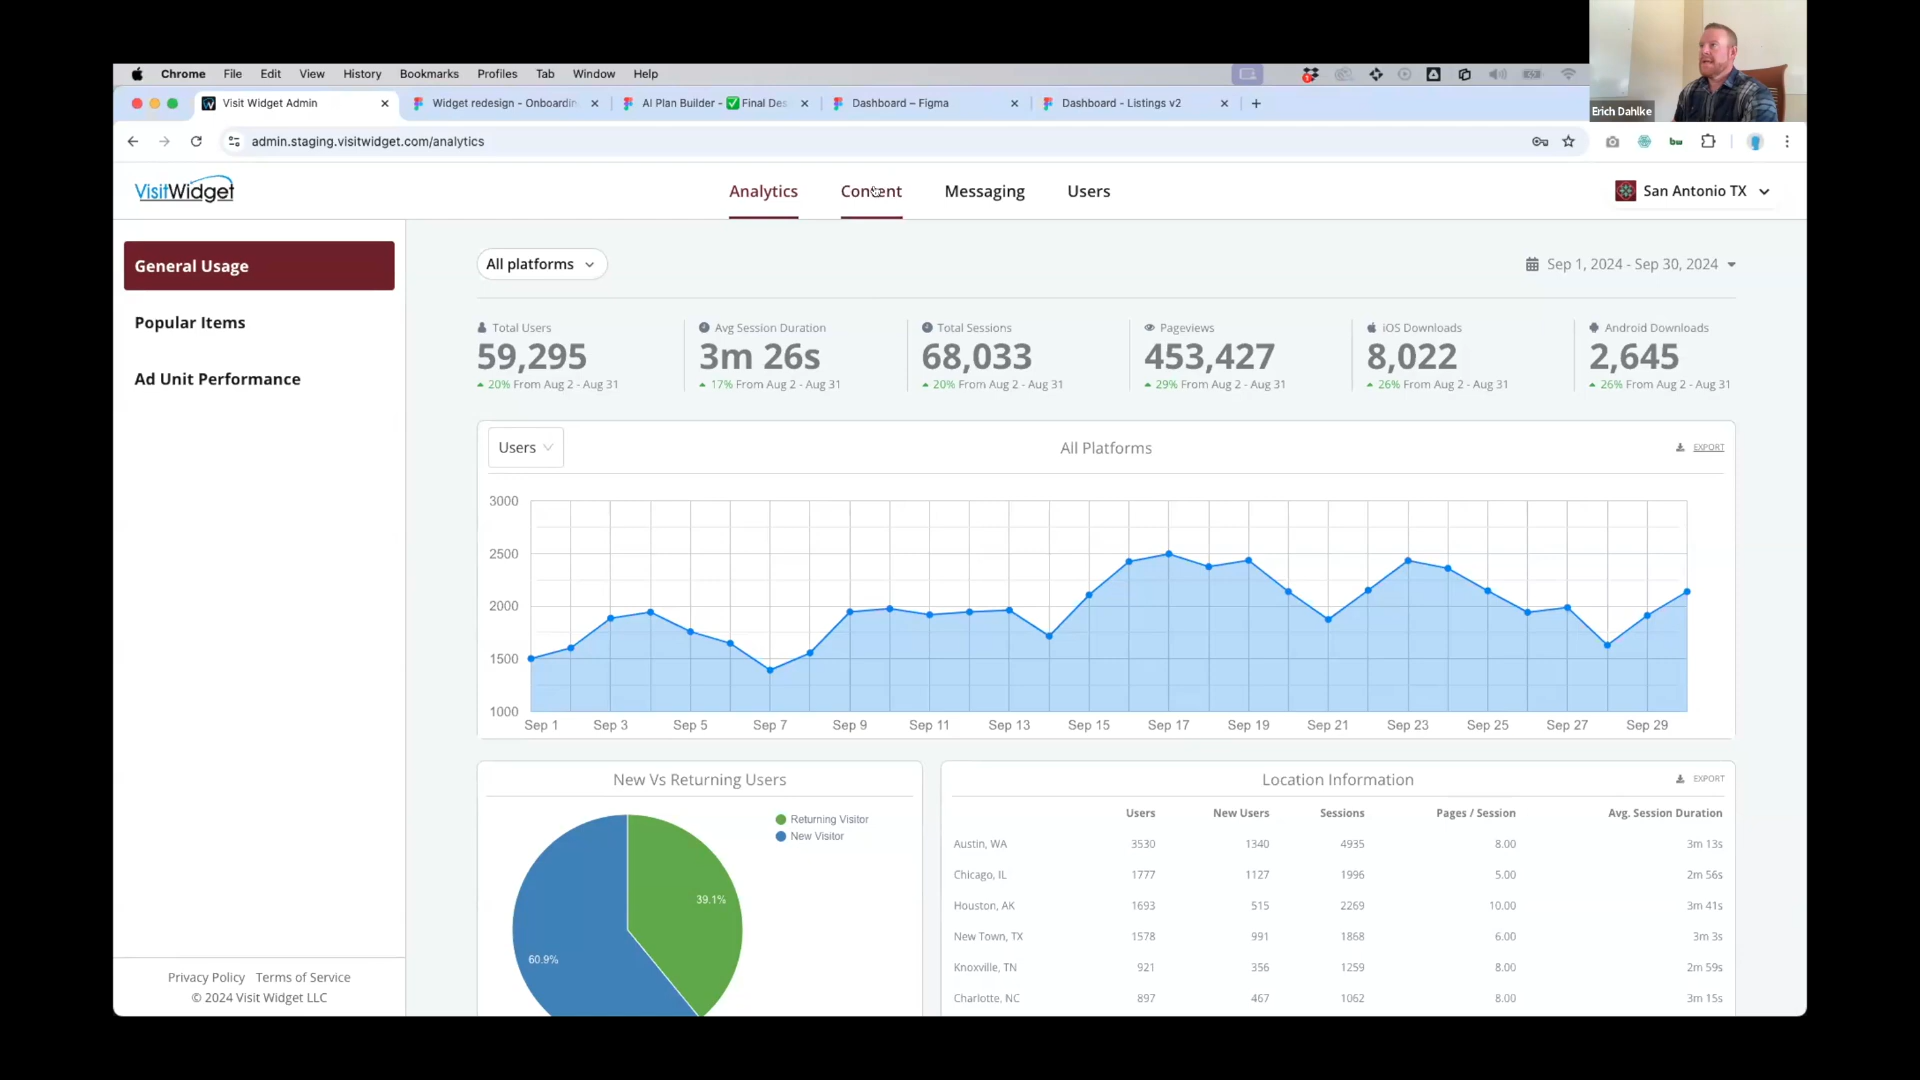 Chrome File Edit View History Bookmarks Profiles Tab Window Help
Visit Widget Admin
Widget redesign - Onboardin
AI Plan Builder - ✅ Final Des
Dashboard – Figma
Dashboard - Listings v2
Erich Dahlke
admin.staging.visitwidget.com/analytics
VisitWidget
Analytics Content Messaging Users
San Antonio TX
General Usage
Popular Items
Ad Unit Performance
All platforms
Sep 1, 2024 - Sep 30, 2024
Total Users
59,295
20% From Aug 2 - Aug 31
Avg Session Duration
3m 26s
17% From Aug 2 - Aug 31
Total Sessions
68,033
20% From Aug 2 - Aug 31
Pageviews
453,427
29% From Aug 2 - Aug 31
iOS Downloads
8,022
26% From Aug 2 - Aug 31
Android Downloads
2,645
26% From Aug 2 - Aug 31
Users
All Platforms
EXPORT
3000
2500
2000
1500
1000
Sep 1 Sep 3 Sep 5 Sep 7 Sep 9 Sep 11 Sep 13 Sep 15 Sep 17 Sep 19 Sep 21 Sep 23 Sep 25 Sep 27 Sep 29
New Vs Returning Users
Returning Visitor
New Visitor
39.1%
60.9%
Location Information
EXPORT
Users New Users Sessions Pages / Session Avg. Session Duration
Austin, WA 3530 1340 4935 8.00 3m 13s
Chicago, IL 1777 1127 1996 5.00 2m 56s
Houston, AK 1693 515 2269 10.00 3m 41s
New Town, TX 1578 991 1868 6.00 3m 3s
Knoxville, TN 921 356 1259 8.00 2m 59s
Charlotte, NC 897 467 1062 8.00 3m 15s
Privacy Policy Terms of Service
© 2024 Visit Widget LLC